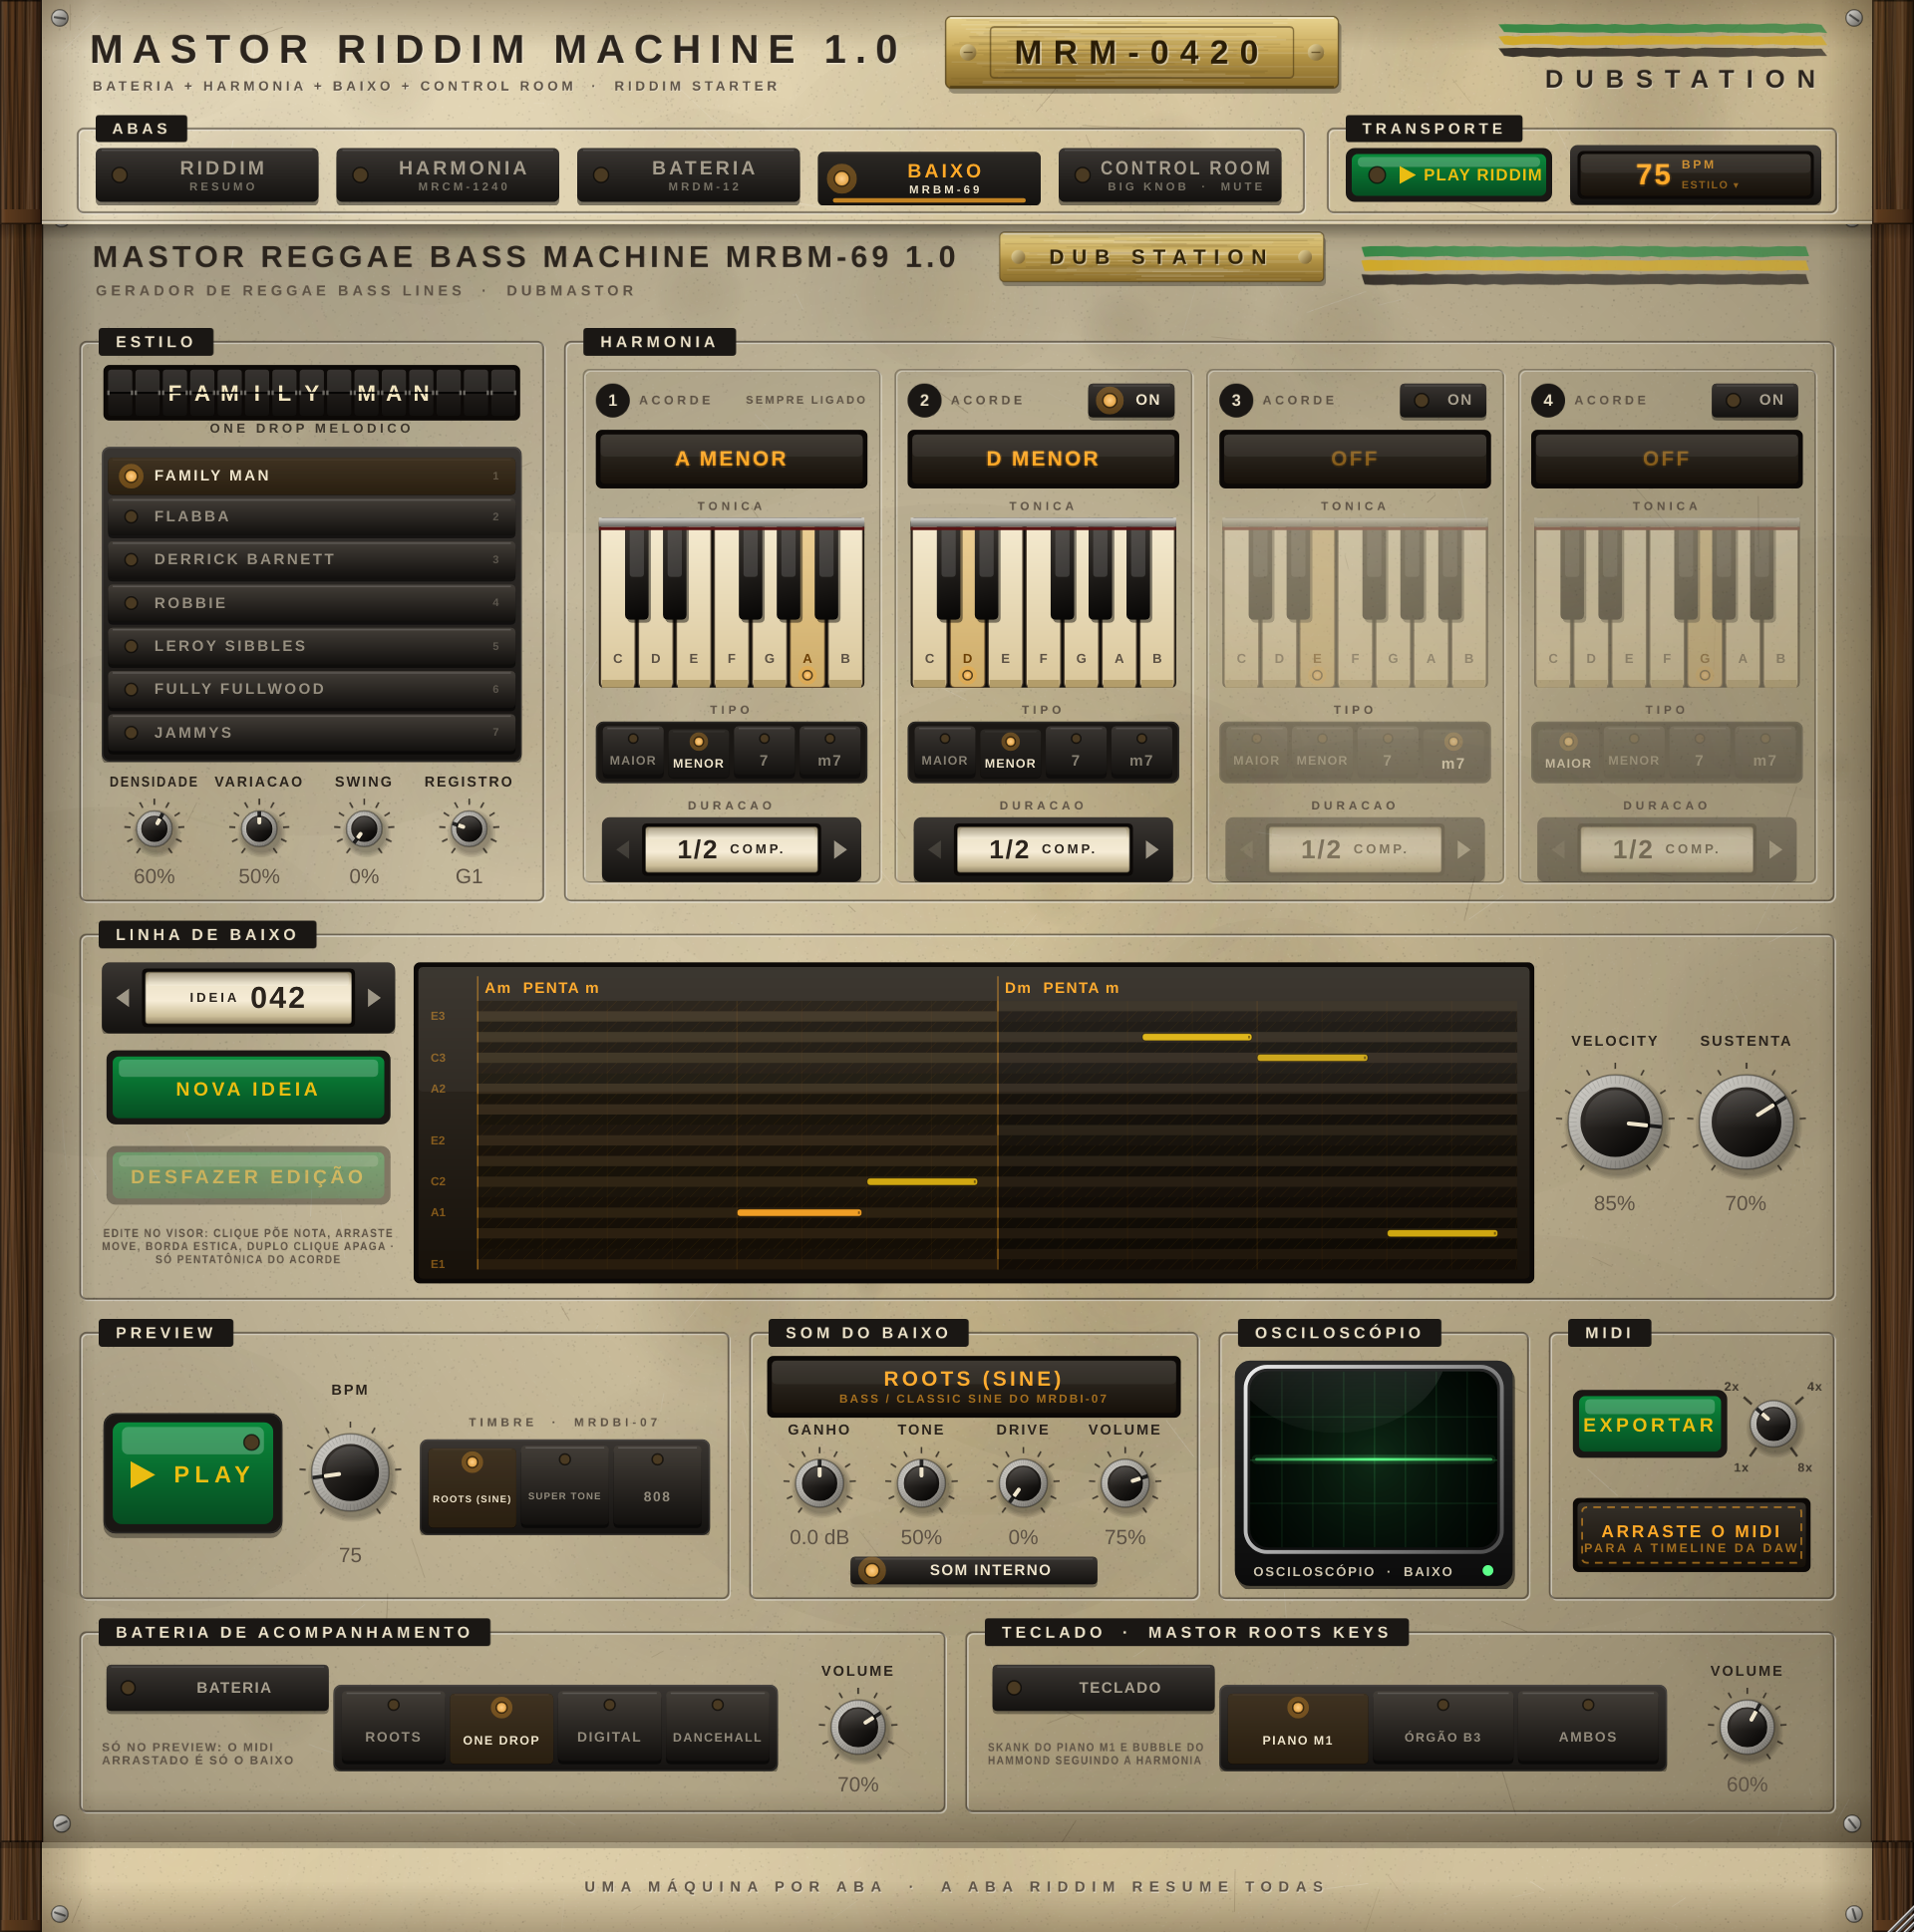 MASTOR RIDDIM MACHINE 1.0
BATERIA + HARMONIA + BAIXO + CONTROL ROOM · RIDDIM STARTER
MRM-0420
DUBSTATION
ABAS
RIDDIM
RESUMO
HARMONIA
MRCM-1240
BATERIA
MRDM-12
BAIXO
MRBM-69
CONTROL ROOM
BIG KNOB · MUTE
TRANSPORTE
PLAY RIDDIM
75 BPM
ESTILO ▾
MASTOR REGGAE BASS MACHINE MRBM-69 1.0
GERADOR DE REGGAE BASS LINES · DUBMASTOR
DUB STATION
ESTILO
FAMILY MAN
ONE DROP MELODICO
FAMILY MAN 1
FLABBA 2
DERRICK BARNETT 3
ROBBIE 4
LEROY SIBBLES 5
FULLY FULLWOOD 6
JAMMYS 7
DENSIDADE VARIACAO SWING REGISTRO
60% 50% 0% G1
HARMONIA
1 ACORDE SEMPRE LIGADO
A MENOR
TONICA
C D E F G A B
TIPO
MAIOR MENOR 7 m7
DURACAO
1/2 COMP.
2 ACORDE ON
D MENOR
TONICA
C D E F G A B
TIPO
MAIOR MENOR 7 m7
DURACAO
1/2 COMP.
3 ACORDE ON
OFF
TONICA
C D E F G A B
TIPO
MAIOR MENOR 7 m7
DURACAO
1/2 COMP.
4 ACORDE ON
OFF
TONICA
C D E F G A B
TIPO
MAIOR MENOR 7 m7
DURACAO
1/2 COMP.
LINHA DE BAIXO
IDEIA 042
NOVA IDEIA
DESFAZER EDIÇÃO
EDITE NO VISOR: CLIQUE PÕE NOTA, ARRASTE
MOVE, BORDA ESTICA, DUPLO CLIQUE APAGA ·
SÓ PENTATÔNICA DO ACORDE
Am PENTA m
Dm PENTA m
E3
C3
A2
E2
C2
A1
E1
VELOCITY SUSTENTA
85% 70%
PREVIEW
PLAY
BPM
75
TIMBRE · MRDBI-07
ROOTS (SINE) SUPER TONE 808
SOM DO BAIXO
ROOTS (SINE)
BASS / CLASSIC SINE DO MRDBI-07
GANHO TONE DRIVE VOLUME
0.0 dB 50% 0% 75%
SOM INTERNO
OSCILOSCÓPIO
OSCILOSCÓPIO · BAIXO
MIDI
EXPORTAR
2x 4x
1x 8x
ARRASTE O MIDI
PARA A TIMELINE DA DAW
BATERIA DE ACOMPANHAMENTO
BATERIA
SÓ NO PREVIEW: O MIDI
ARRASTADO É SÓ O BAIXO
ROOTS ONE DROP DIGITAL DANCEHALL
VOLUME
70%
TECLADO · MASTOR ROOTS KEYS
TECLADO
SKANK DO PIANO M1 E BUBBLE DO
HAMMOND SEGUINDO A HARMONIA
PIANO M1 ÓRGÃO B3 AMBOS
VOLUME
60%
UMA MÁQUINA POR ABA · A ABA RIDDIM RESUME TODAS